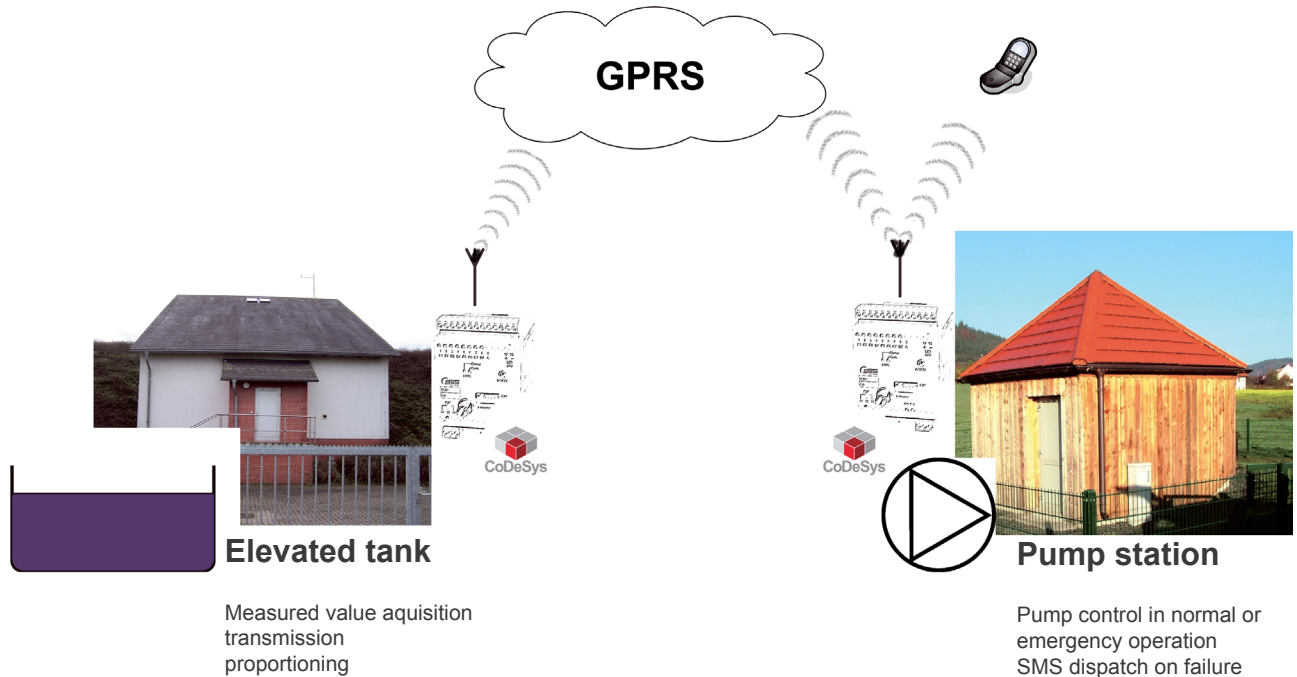 GPRS
CoDeSys
CoDeSys
Elevated tank
Measured value aquisition
transmission
proportioning
Pump station
Pump control in normal or
emergency operation
SMS dispatch on failure